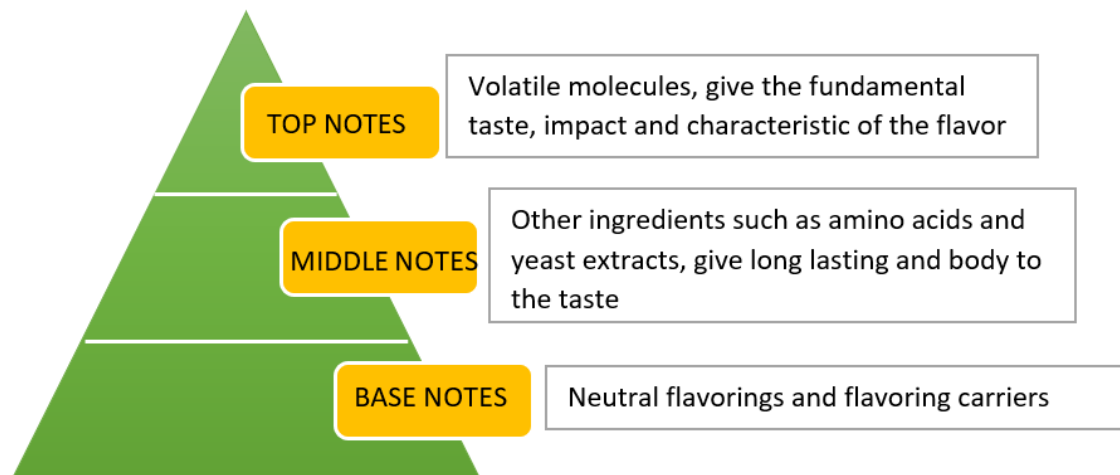 TOP NOTES
Volatile molecules, give the fundamental
taste, impact and characteristic of the flavor
MIDDLE NOTES
Other ingredients such as amino acids and
yeast extracts, give long lasting and body to
the taste
BASE NOTES
Neutral flavorings and flavoring carriers